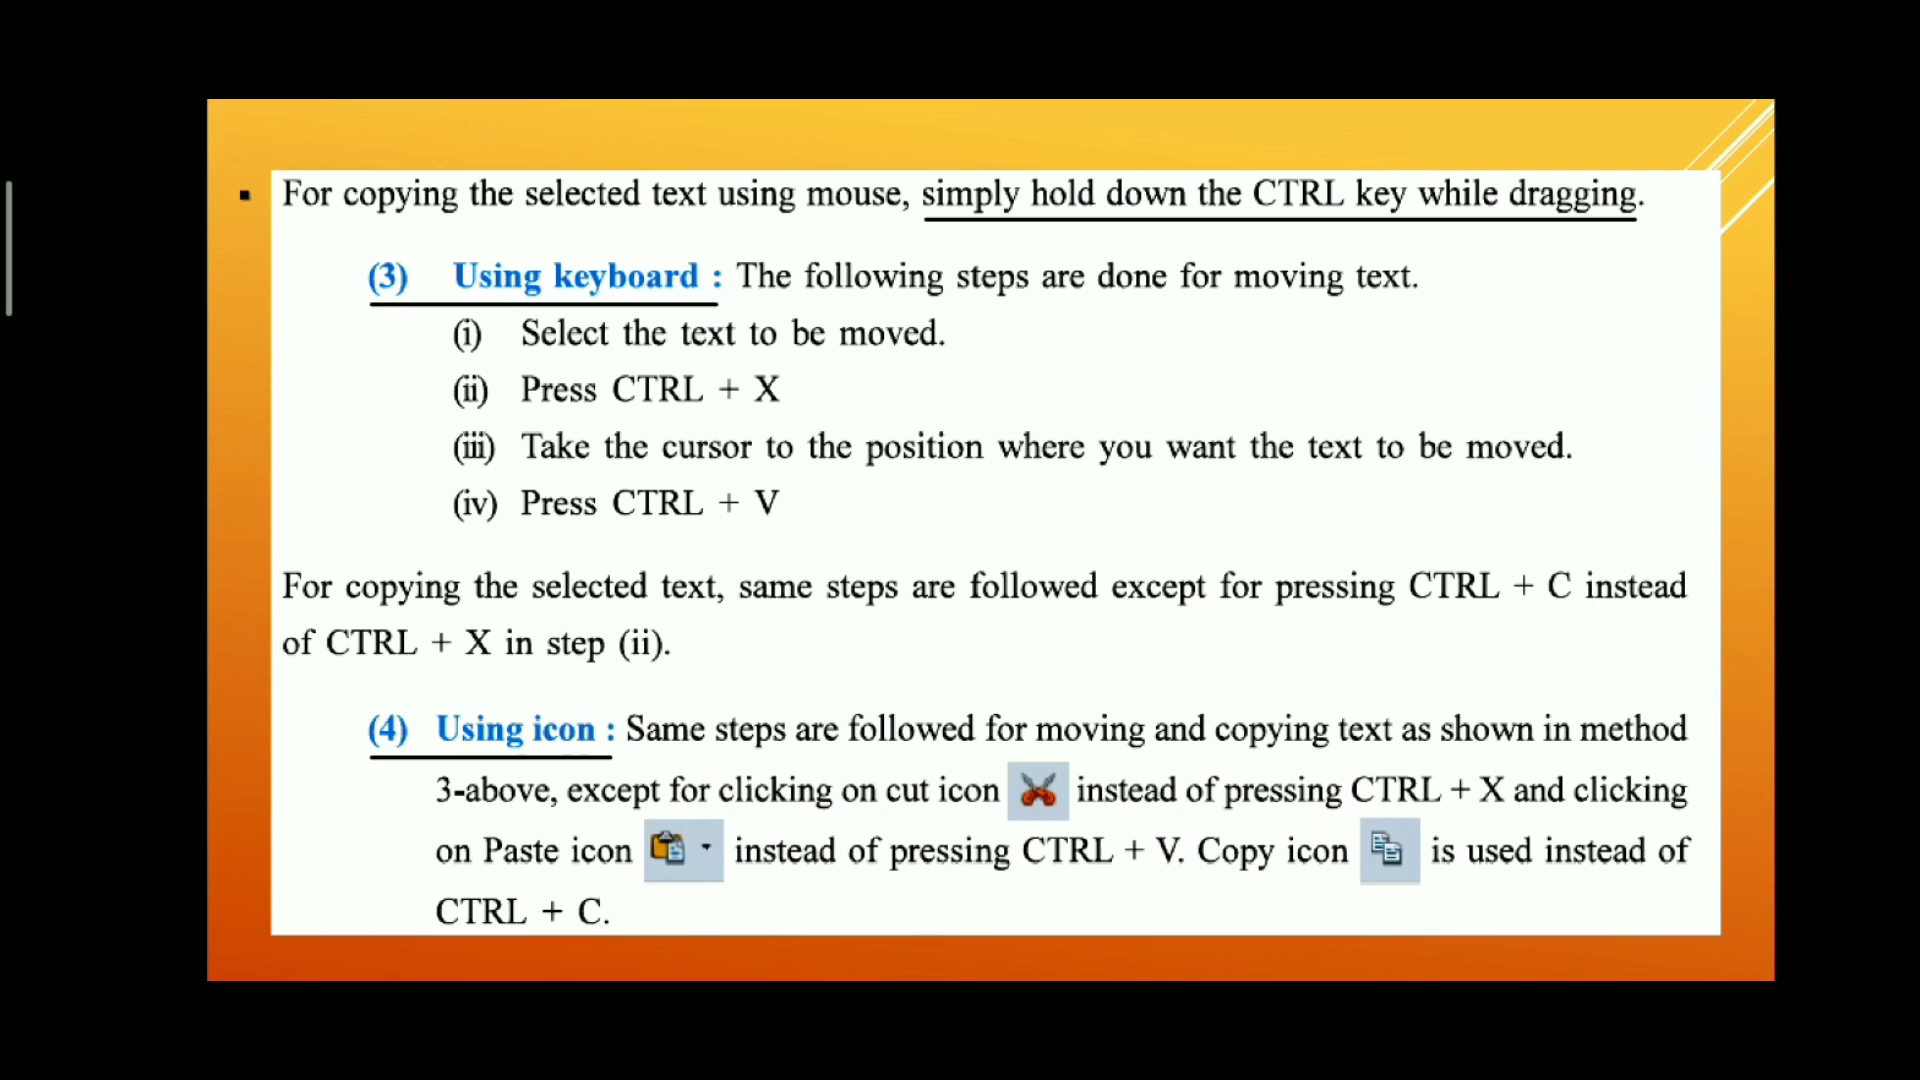 ▪ For copying the selected text using mouse, simply hold down the CTRL key while dragging.
(3) Using keyboard : The following steps are done for moving text.
(i) Select the text to be moved.
(ii) Press CTRL + X
(iii) Take the cursor to the position where you want the text to be moved.
(iv) Press CTRL + V
For copying the selected text, same steps are followed except for pressing CTRL + C instead
of CTRL + X in step (ii).
(4) Using icon : Same steps are followed for moving and copying text as shown in method
3-above, except for clicking on cut icon instead of pressing CTRL + X and clicking
on Paste icon instead of pressing CTRL + V. Copy icon is used instead of
CTRL + C.